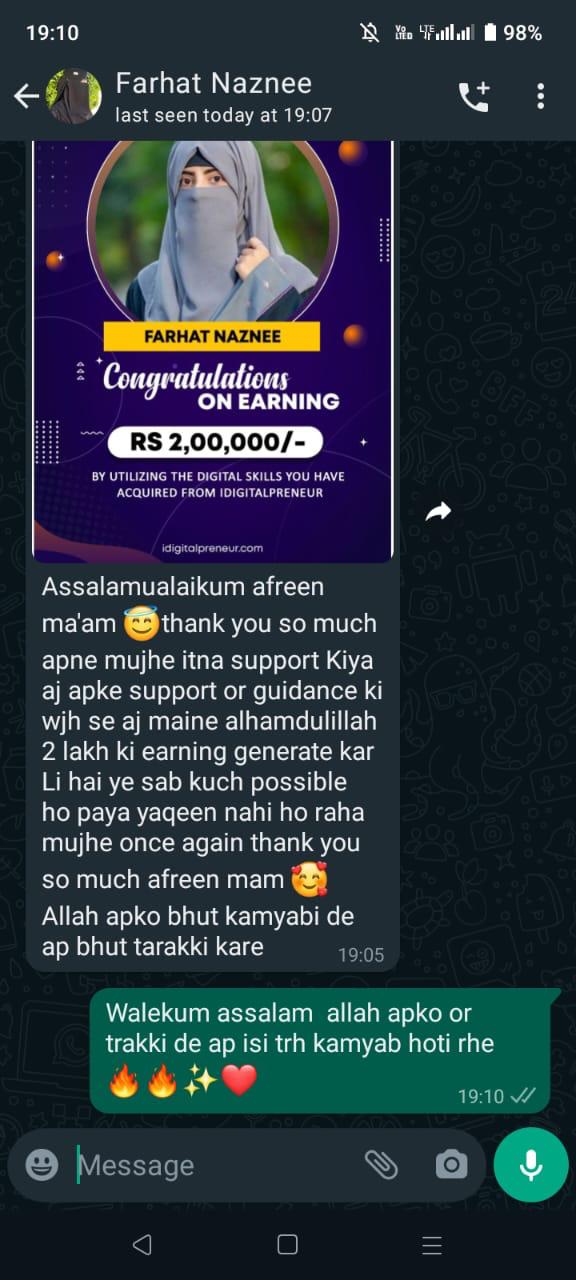 19:10
Vo LTED LTE 98%
Farhat Naznee
last seen today at 19:07
FARHAT NAZNEE
Congratulations
ON EARNING
RS 2,00,000/-
BY UTILIZING THE DIGITAL SKILLS YOU HAVE
ACQUIRED FROM IDIGITALPRENEUR
idigitalpreneur.com
Assalamualaikum afreen
ma'am 😇thank you so much
apne mujhe itna support Kiya
aj apke support or guidance ki
wjh se aj maine alhamdulillah
2 lakh ki earning generate kar
Li hai ye sab kuch possible
ho paya yaqeen nahi ho raha
mujhe once again thank you
so much afreen mam 🥰
Allah apko bhut kamyabi de
ap bhut tarakki kare
19:05
Walekum assalam  allah apko or
trakki de ap isi trh kamyab hoti rhe
🔥🔥✨❤️
19:10
Message